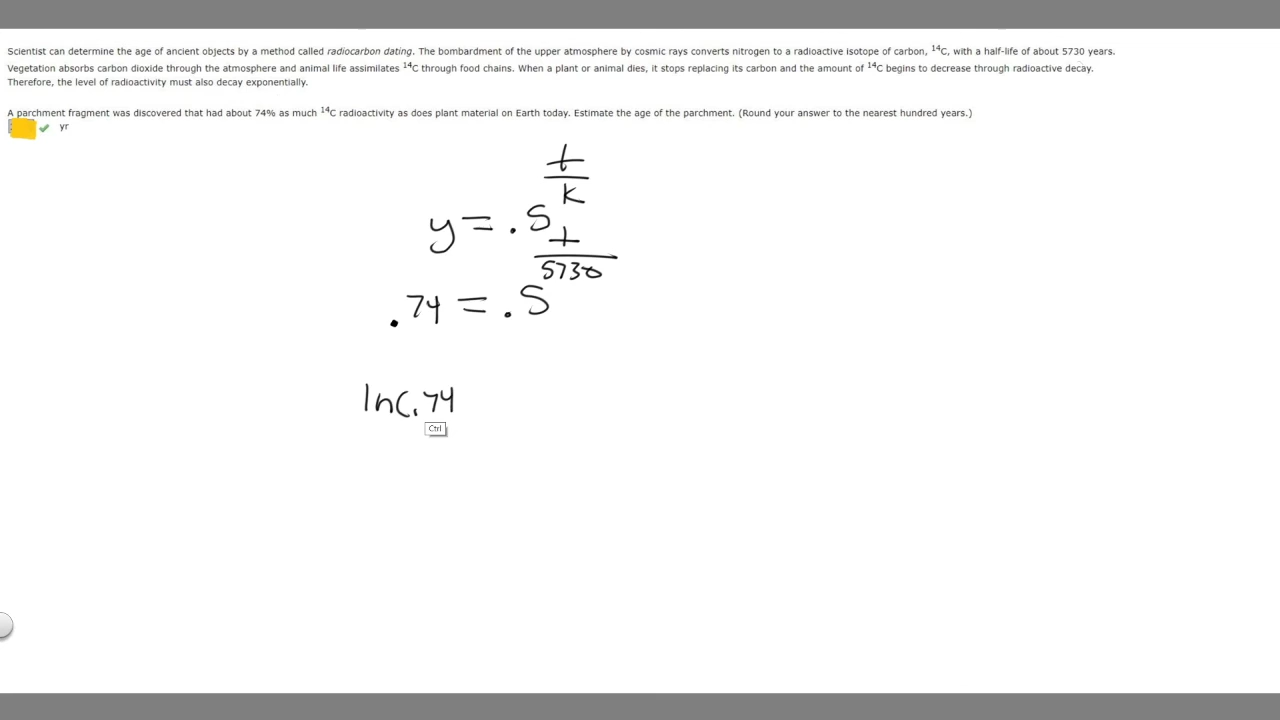 Scientist can determine the age of ancient objects by a method called radiocarbon dating. The bombardment of the upper atmosphere by cosmic rays converts nitrogen to a radioactive isotope of carbon, ¹⁴C, with a half-life of about 5730 years.
Vegetation absorbs carbon dioxide through the atmosphere and animal life assimilates ¹⁴C through food chains. When a plant or animal dies, it stops replacing its carbon and the amount of ¹⁴C begins to decrease through radioactive decay.
Therefore, the level of radioactivity must also decay exponentially.
A parchment fragment was discovered that had about 74% as much ¹⁴C radioactivity as does plant material on Earth today. Estimate the age of the parchment. (Round your answer to the nearest hundred years.)
yr
y = .5^(t/k)
.74 = .5^(t/5730)
ln(.74
Ctrl